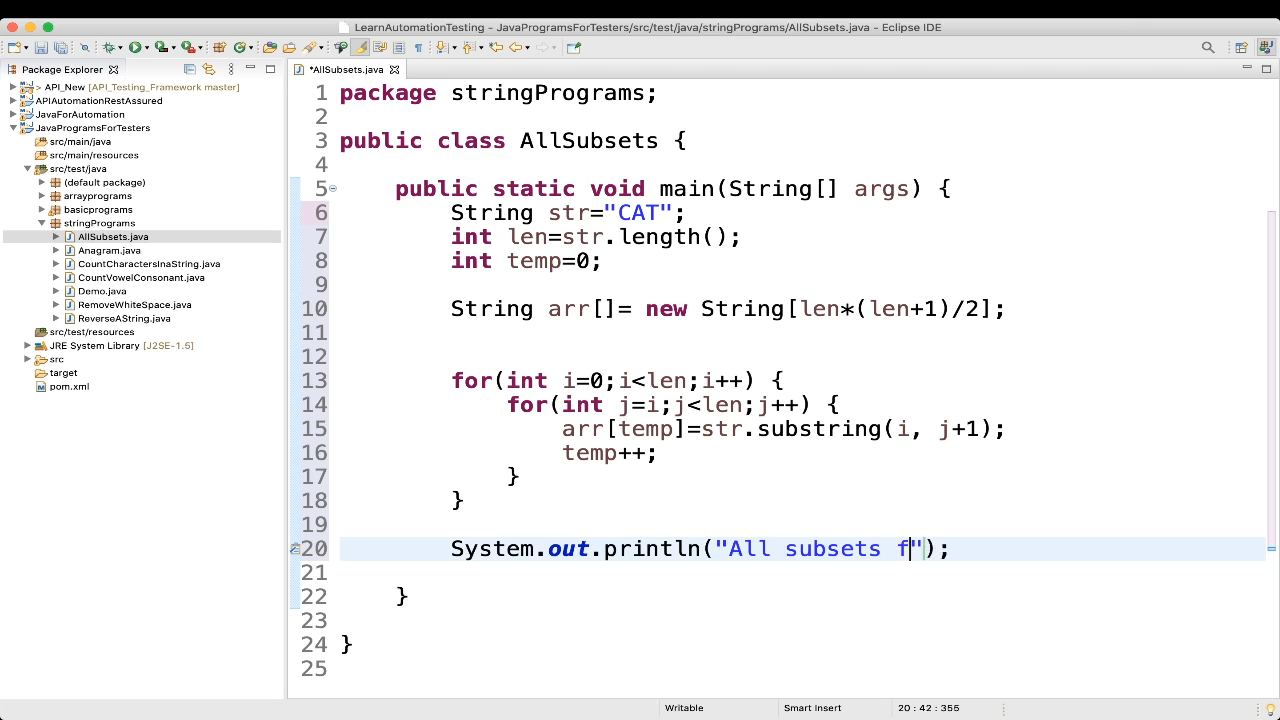 LearnAutomationTesting - JavaProgramsForTesters/src/test/java/stringPrograms/AllSubsets.java - Eclipse IDE
Package Explorer
> API_New [API_Testing_Framework master]
APIAutomationRestAssured
JavaForAutomation
JavaProgramsForTesters
src/main/java
src/main/resources
src/test/java
(default package)
arrayprograms
basicprograms
stringPrograms
AllSubsets.java
Anagram.java
CountCharactersInaString.java
CountVowelConsonant.java
Demo.java
RemoveWhiteSpace.java
ReverseAString.java
src/test/resources
JRE System Library [J2SE-1.5]
src
target
pom.xml
*AllSubsets.java
1 package stringPrograms;
2
3 public class AllSubsets {
4
5 public static void main(String[] args) {
6 String str="CAT";
7 int len=str.length();
8 int temp=0;
9
10 String arr[]= new String[len*(len+1)/2];
11
12
13 for(int i=0;i<len;i++) {
14 for(int j=i;j<len;j++) {
15 arr[temp]=str.substring(i, j+1);
16 temp++;
17 }
18 }
19
20 System.out.println("All subsets f");
21
22 }
23
24 }
25
Writable
Smart Insert
20 : 42 : 355